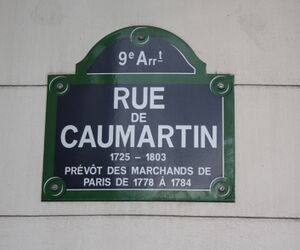 9e Arrt
RUE
DE
CAUMARTIN
1725 – 1803
PRÉVÔT DES MARCHANDS DE
PARIS DE 1778 À 1784